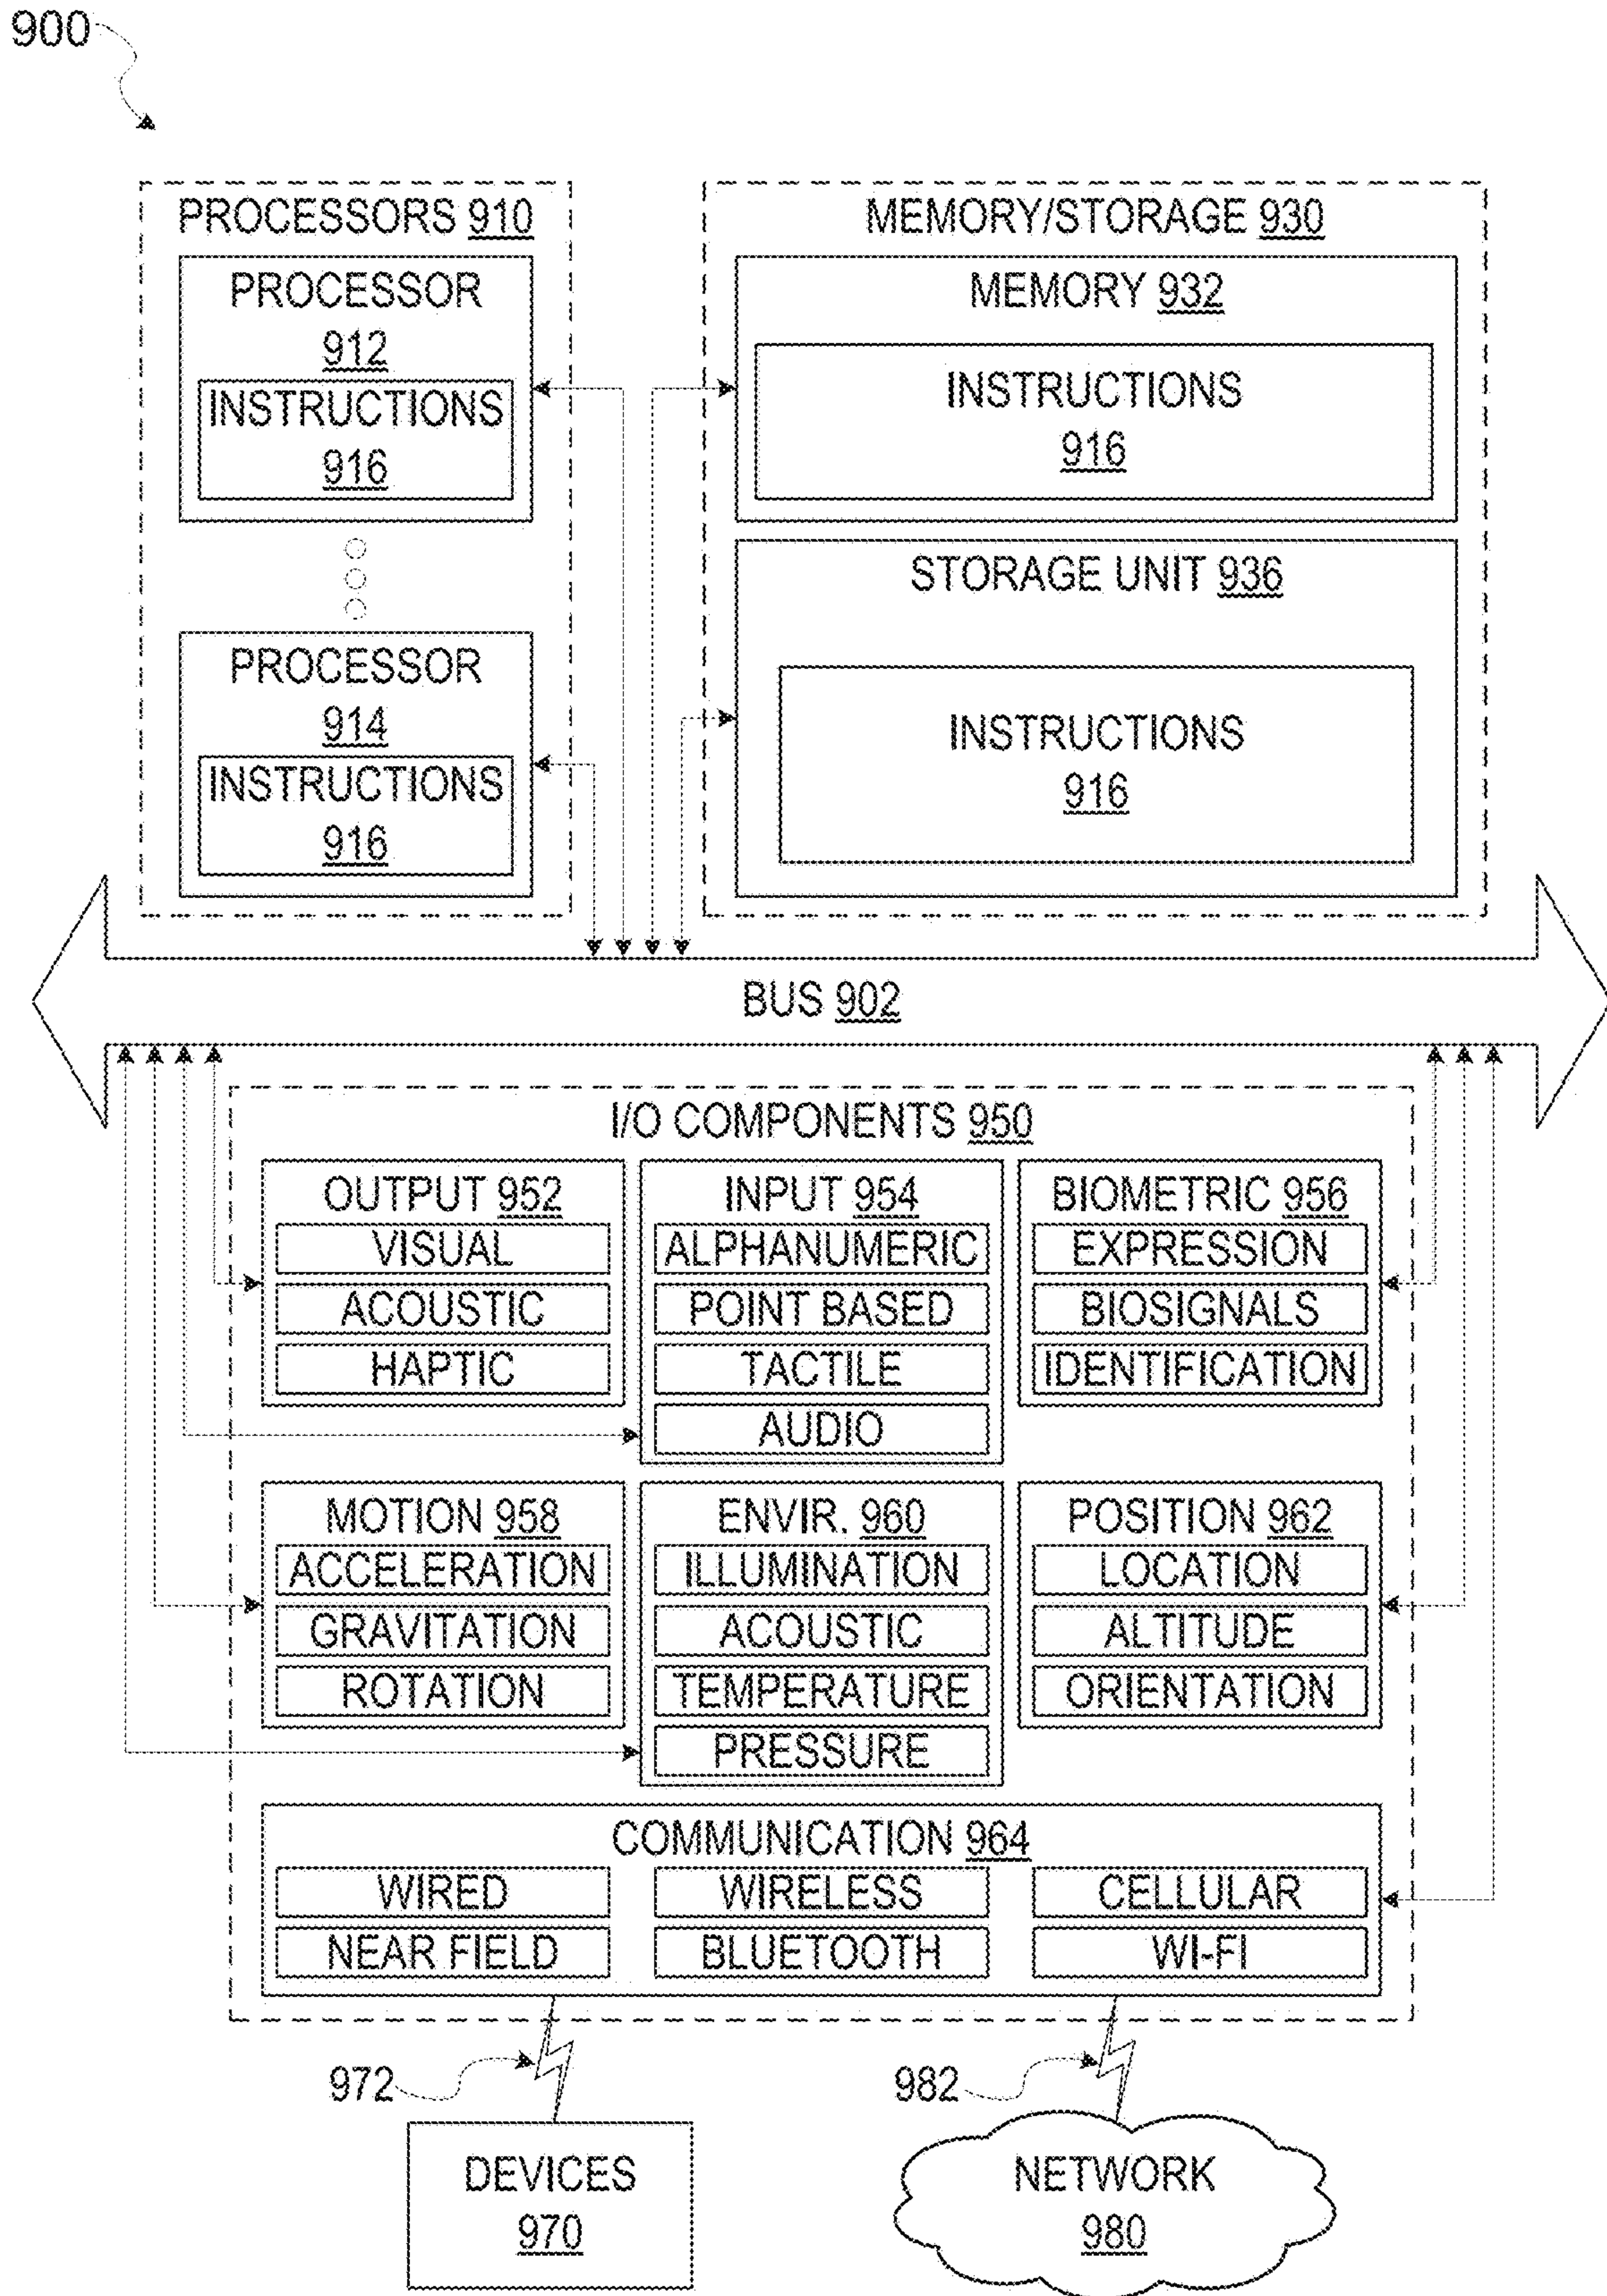 900
PROCESSORS 910
PROCESSOR
912
INSTRUCTIONS
916
PROCESSOR
914
INSTRUCTIONS
916
MEMORY/STORAGE 930
MEMORY 932
INSTRUCTIONS
916
STORAGE UNIT 936
INSTRUCTIONS
916
BUS 902
I/O COMPONENTS 950
OUTPUT 952
VISUAL
ACOUSTIC
HAPTIC
INPUT 954
ALPHANUMERIC
POINT BASED
TACTILE
AUDIO
BIOMETRIC 956
EXPRESSION
BIOSIGNALS
IDENTIFICATION
MOTION 958
ACCELERATION
GRAVITATION
ROTATION
ENVIR. 960
ILLUMINATION
ACOUSTIC
TEMPERATURE
PRESSURE
POSITION 962
LOCATION
ALTITUDE
ORIENTATION
COMMUNICATION 964
WIRED
WIRELESS
CELLULAR
NEAR FIELD
BLUETOOTH
WI-FI
972
982
DEVICES
970
NETWORK
980